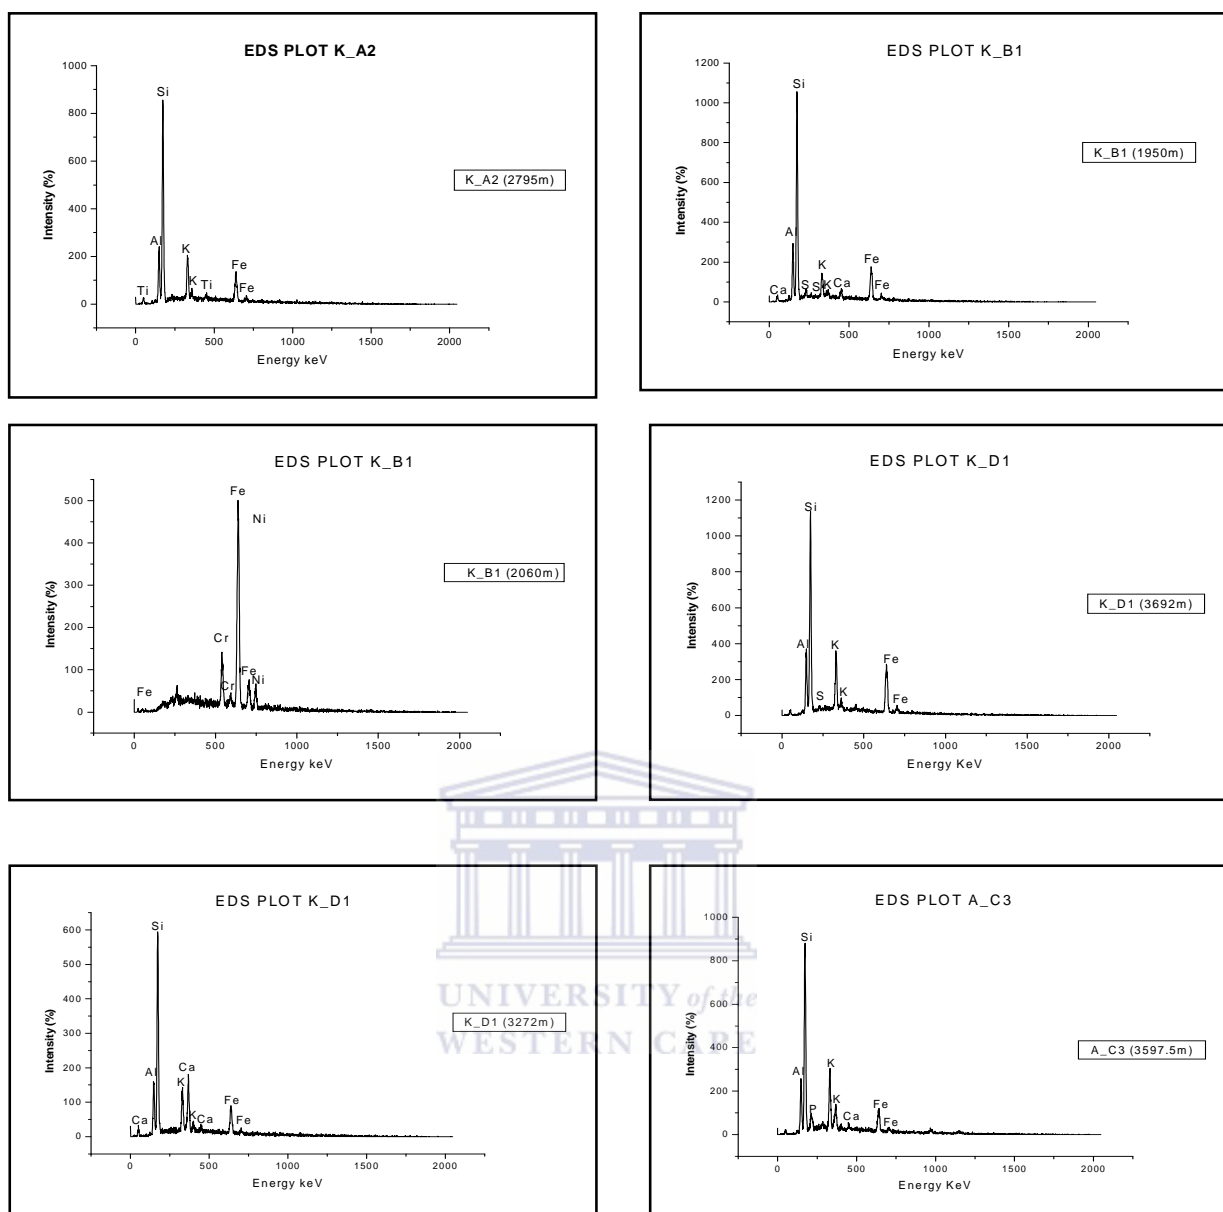 EDS PLOT K_A2
1000
800
600
400
200
0
Intensity (%)
Si
Al
K
K
Ti
Ti
Fe
Fe
K_A2 (2795m)
0 500 1000 1500 2000
Energy keV
EDS PLOT K_B1
1200
1000
800
600
400
200
0
Intensity (%)
Si
Al
K
Fe
Ca
S
S
K
Ca
Fe
K_B1 (1950m)
0 500 1000 1500 2000
Energy keV
EDS PLOT K_B1
500
400
300
200
100
0
Intensity (%)
Fe
Ni
Cr
Fe
Cr
Fe
Ni
K_B1 (2060m)
0 500 1000 1500 2000
Energy keV
EDS PLOT K_D1
1200
1000
800
600
400
200
0
Intensity (%)
Si
Al
K
Fe
S
K
Fe
K_D1 (3692m)
0 500 1000 1500 2000
Energy KeV
EDS PLOT K_D1
600
500
400
300
200
100
0
Intensity (%)
Si
Al
Ca
K
Fe
Ca
K
Ca
Fe
K_D1 (3272m)
0 500 1000 1500 2000
Energy keV
EDS PLOT A_C3
1000
800
600
400
200
0
Intensity (%)
Si
Al
K
P
K
Ca
Fe
Fe
A_C3 (3597.5m)
0 500 1000 1500 2000
Energy KeV
UNIVERSITY of the
WESTERN CAPE